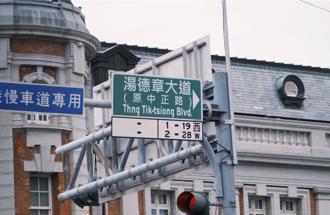 慢車道專用
湯德章大道
（原中正路）
Thng Tik-tsiong Blvd.
1 - 19 西
2 - 28 W.